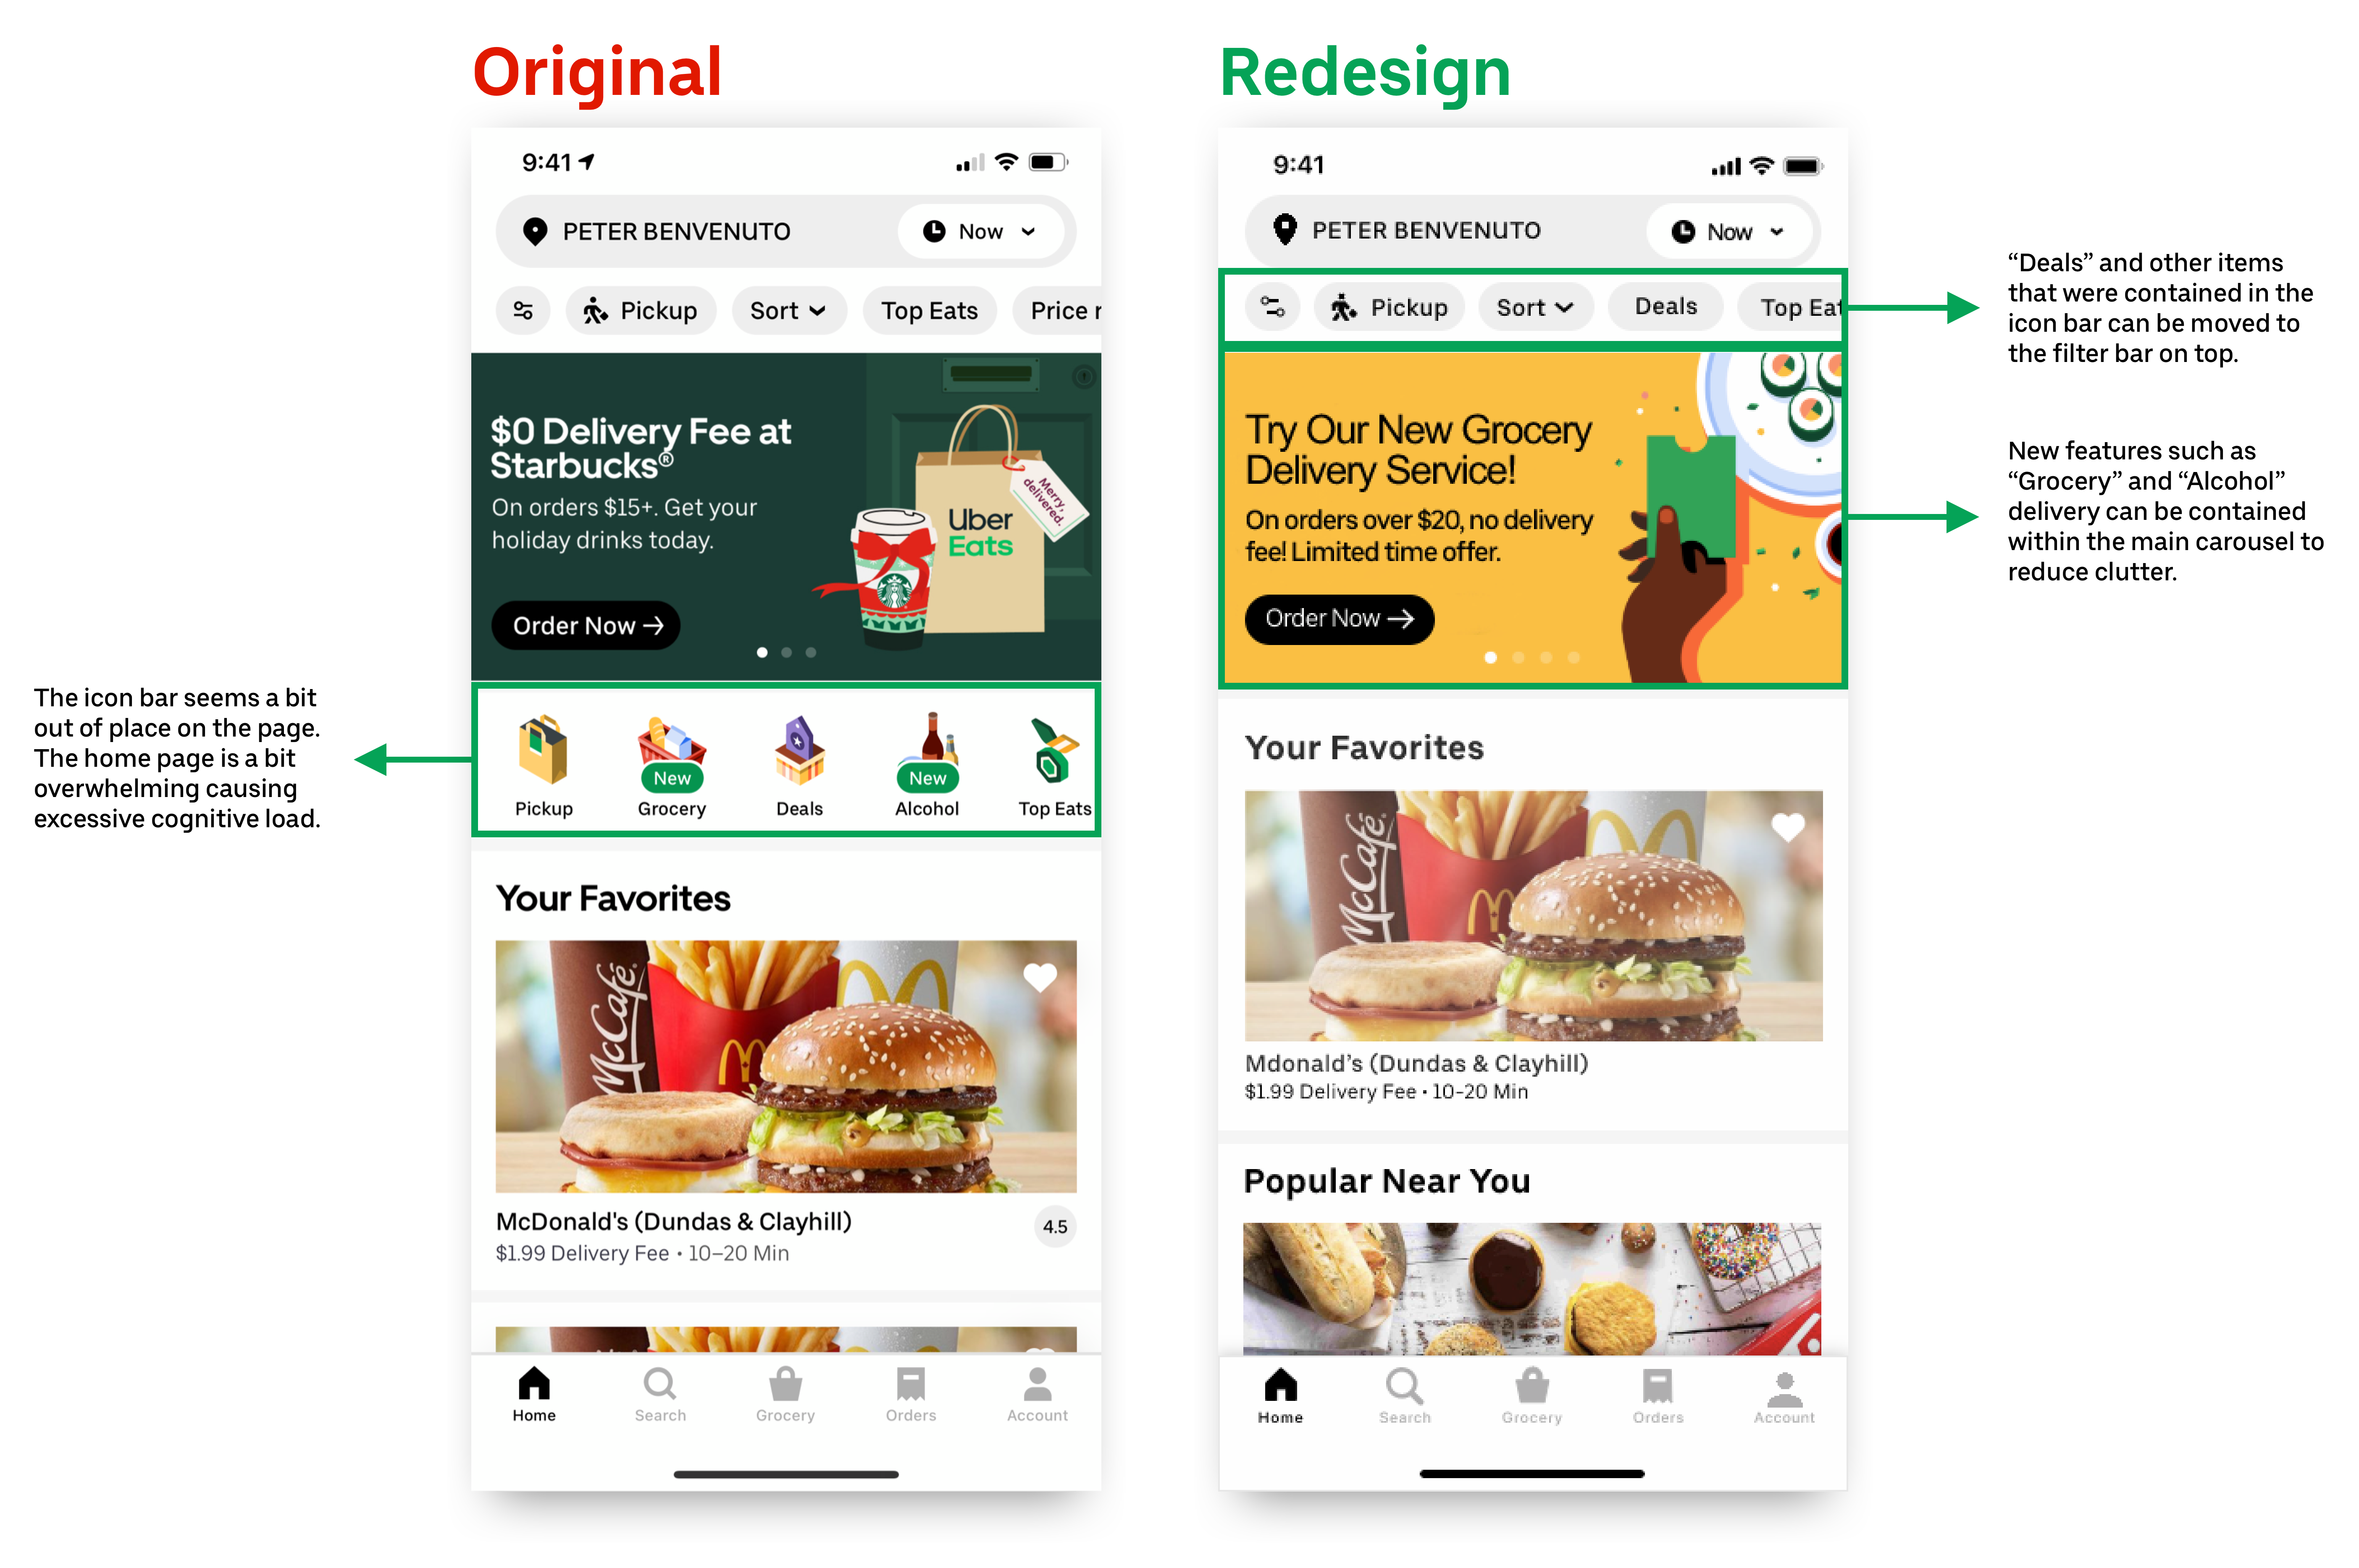 Original
Redesign
9:41
PETER BENVENUTO
Now
Pickup
Sort
Top Eats
Price r
$0 Delivery Fee at
Starbucks®
On orders $15+. Get your
holiday drinks today.
Order Now →
Merry,
delivered.
Uber
Eats
The icon bar seems a bit
out of place on the page.
The home page is a bit
overwhelming causing
excessive cognitive load.
New
New
Pickup
Grocery
Deals
Alcohol
Top Eats
Your Favorites
McCafé
McDonald's (Dundas & Clayhill)
4.5
$1.99 Delivery Fee • 10–20 Min
Home
Search
Grocery
Orders
Account
9:41
PETER BENVENUTO
Now
Pickup
Sort
Deals
Top Eat
Try Our New Grocery
Delivery Service!
On orders over $20, no delivery
fee! Limited time offer.
Order Now →
Your Favorites
McCafé
Mdonald’s (Dundas & Clayhill)
$1.99 Delivery Fee • 10-20 Min
Popular Near You
Home
Search
Grocery
Orders
Account
“Deals” and other items
that were contained in the
icon bar can be moved to
the filter bar on top.
New features such as
“Grocery” and “Alcohol”
delivery can be contained
within the main carousel to
reduce clutter.